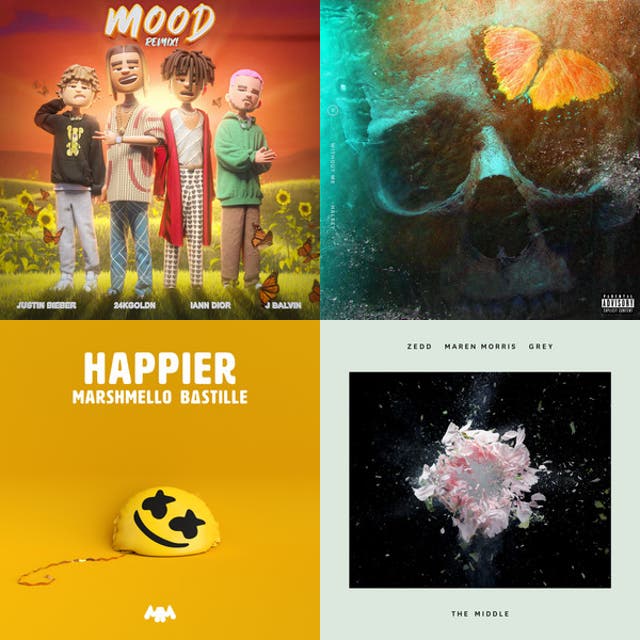 MOOD
REMIX!
JUSTIN BIEBER 24KGOLDN IANN DIOR J BALVIN
WITHOUT ME HALSEY
PARENTAL
ADVISORY
EXPLICIT CONTENT
HAPPIER
MARSHMELLO BΔSTILLE
ZEDD MAREN MORRIS GREY
THE MIDDLE